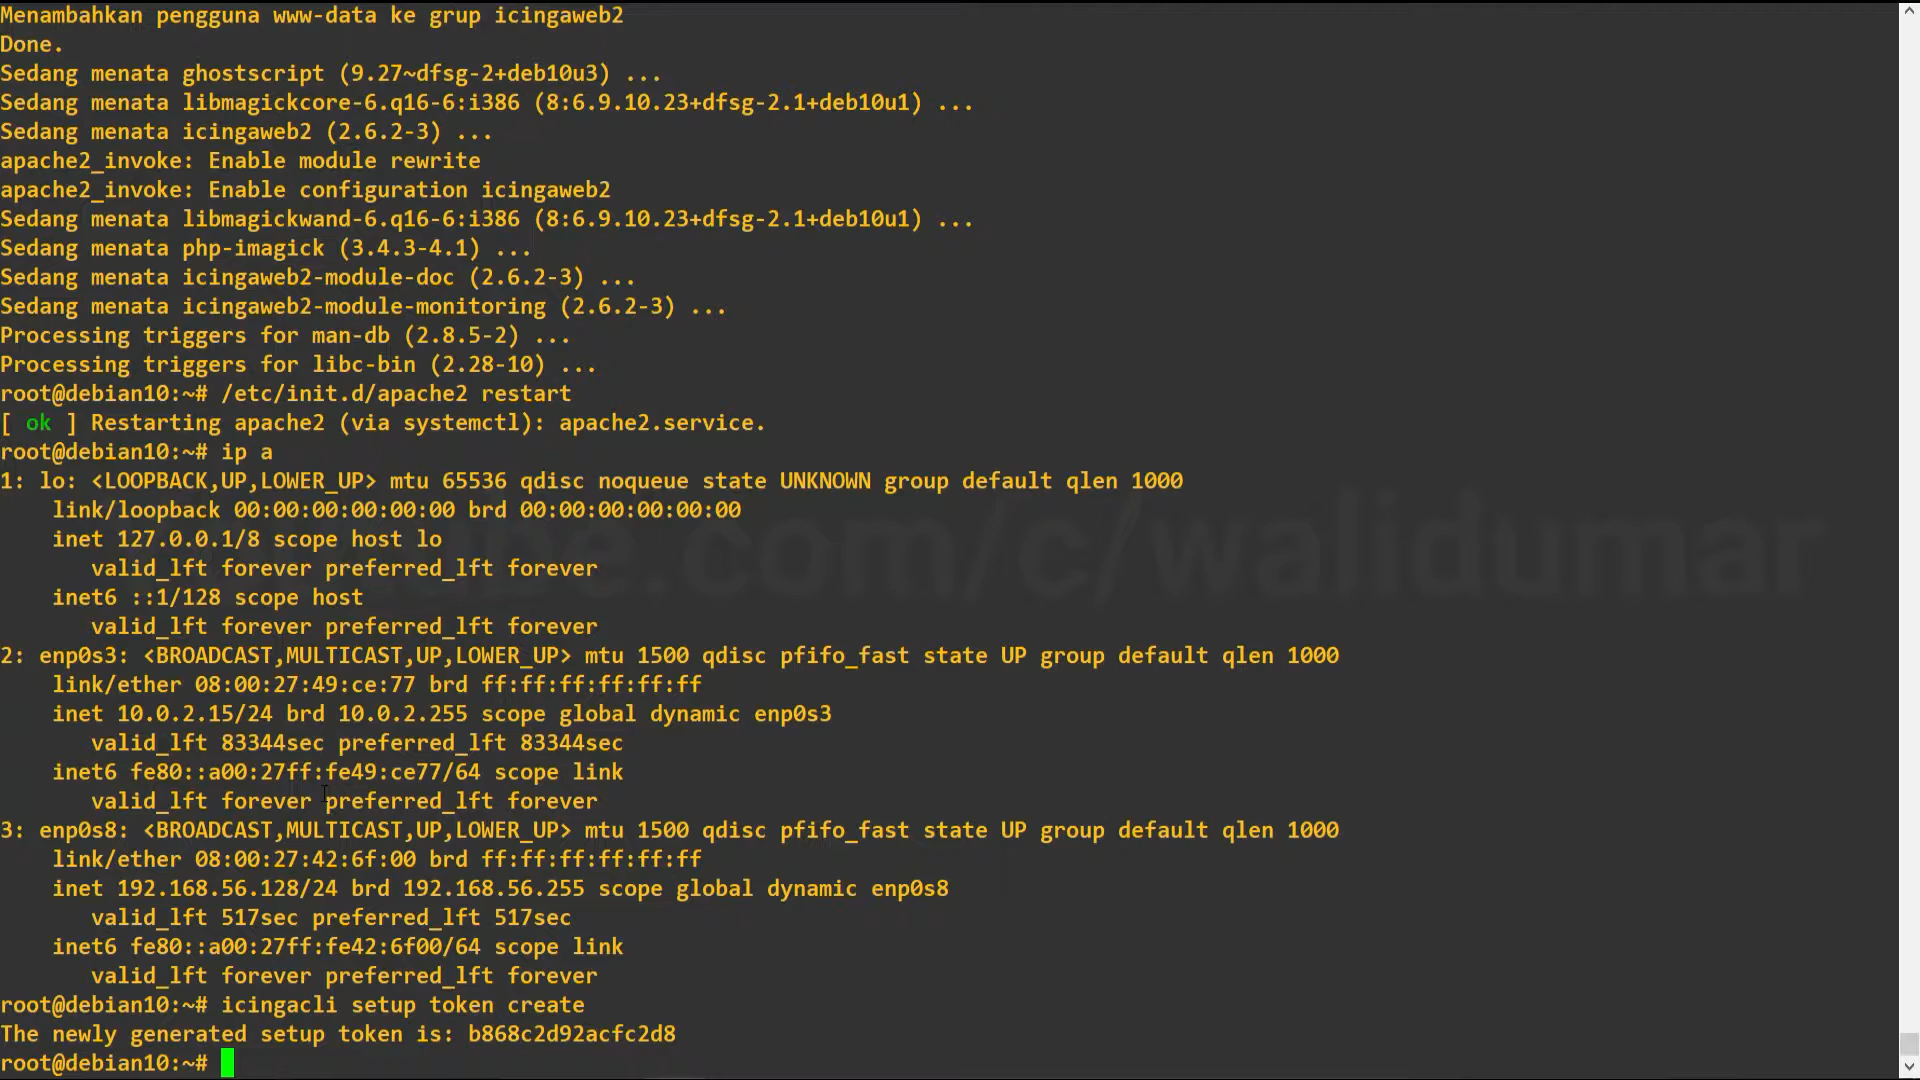 Menambahkan pengguna www-data ke grup icingaweb2
Done.
Sedang menata ghostscript (9.27~dfsg-2+deb10u3) ...
Sedang menata libmagickcore-6.q16-6:i386 (8:6.9.10.23+dfsg-2.1+deb10u1) ...
Sedang menata icingaweb2 (2.6.2-3) ...
apache2_invoke: Enable module rewrite
apache2_invoke: Enable configuration icingaweb2
Sedang menata libmagickwand-6.q16-6:i386 (8:6.9.10.23+dfsg-2.1+deb10u1) ...
Sedang menata php-imagick (3.4.3-4.1) ...
Sedang menata icingaweb2-module-doc (2.6.2-3) ...
Sedang menata icingaweb2-module-monitoring (2.6.2-3) ...
Processing triggers for man-db (2.8.5-2) ...
Processing triggers for libc-bin (2.28-10) ...
root@debian10:~# /etc/init.d/apache2 restart
[ ok ] Restarting apache2 (via systemctl): apache2.service.
root@debian10:~# ip a
1: lo: <LOOPBACK,UP,LOWER_UP> mtu 65536 qdisc noqueue state UNKNOWN group default qlen 1000
    link/loopback 00:00:00:00:00:00 brd 00:00:00:00:00:00
    inet 127.0.0.1/8 scope host lo
       valid_lft forever preferred_lft forever
    inet6 ::1/128 scope host
       valid_lft forever preferred_lft forever
2: enp0s3: <BROADCAST,MULTICAST,UP,LOWER_UP> mtu 1500 qdisc pfifo_fast state UP group default qlen 1000
    link/ether 08:00:27:49:ce:77 brd ff:ff:ff:ff:ff:ff
    inet 10.0.2.15/24 brd 10.0.2.255 scope global dynamic enp0s3
       valid_lft 83344sec preferred_lft 83344sec
    inet6 fe80::a00:27ff:fe49:ce77/64 scope link
       valid_lft forever preferred_lft forever
3: enp0s8: <BROADCAST,MULTICAST,UP,LOWER_UP> mtu 1500 qdisc pfifo_fast state UP group default qlen 1000
    link/ether 08:00:27:42:6f:00 brd ff:ff:ff:ff:ff:ff
    inet 192.168.56.128/24 brd 192.168.56.255 scope global dynamic enp0s8
       valid_lft 517sec preferred_lft 517sec
    inet6 fe80::a00:27ff:fe42:6f00/64 scope link
       valid_lft forever preferred_lft forever
root@debian10:~# icingacli setup token create
The newly generated setup token is: b868c2d92acfc2d8
root@debian10:~#
.com/c/walidumar